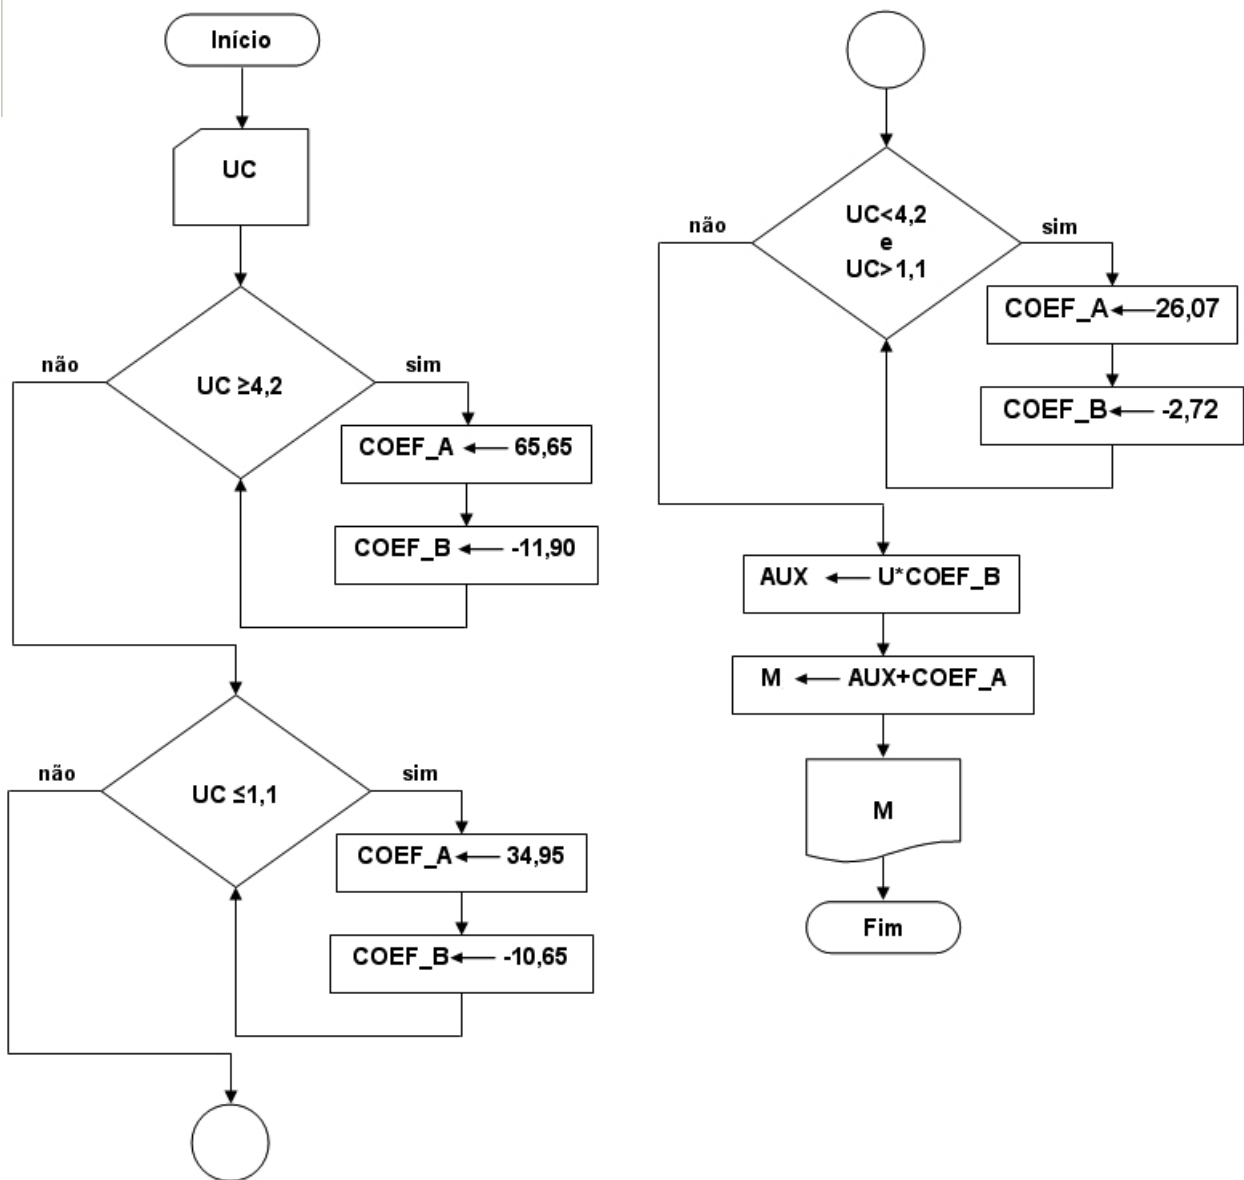 Início
UC
UC ≥4,2
não
sim
COEF_A ← 65,65
COEF_B ← -11,90
UC ≤1,1
não
sim
COEF_A ← 34,95
COEF_B ← -10,65
UC<4,2
e
UC>1,1
não
sim
COEF_A ← 26,07
COEF_B ← -2,72
AUX ← U*COEF_B
M ← AUX+COEF_A
M
Fim